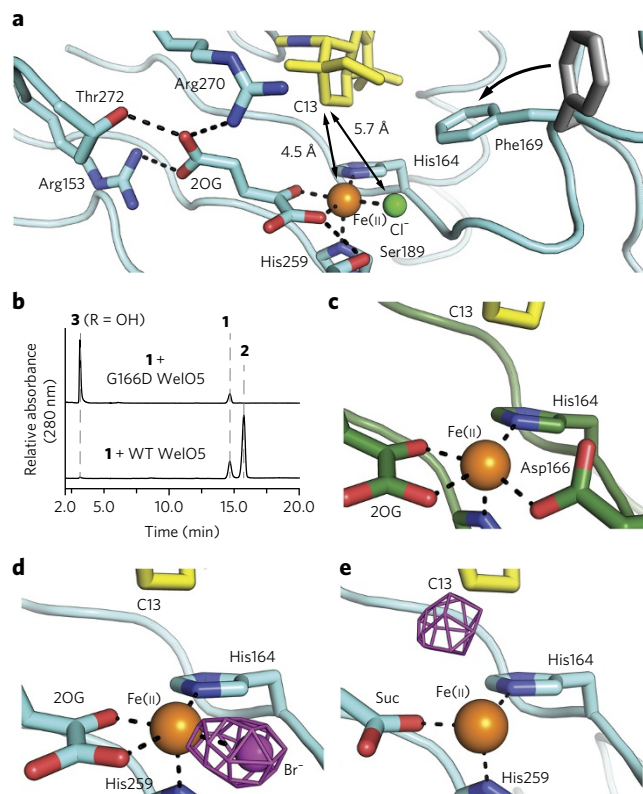 a
Arg270
Thr272
C13
5.7 Å
4.5 Å
His164
Phe169
Arg153
2OG
Fe(II)
Cl⁻
Ser189
His259
b
3 (R = OH)
1
2
1 +
G166D WelO5
1 + WT WelO5
Relative absorbance
(280 nm)
2.0 5.0 10.0 15.0 20.0
Time (min)
c
C13
His164
Fe(II)
Asp166
2OG
d
C13
His164
2OG
Fe(II)
His259
Br⁻
e
C13
His164
Suc
Fe(II)
His259